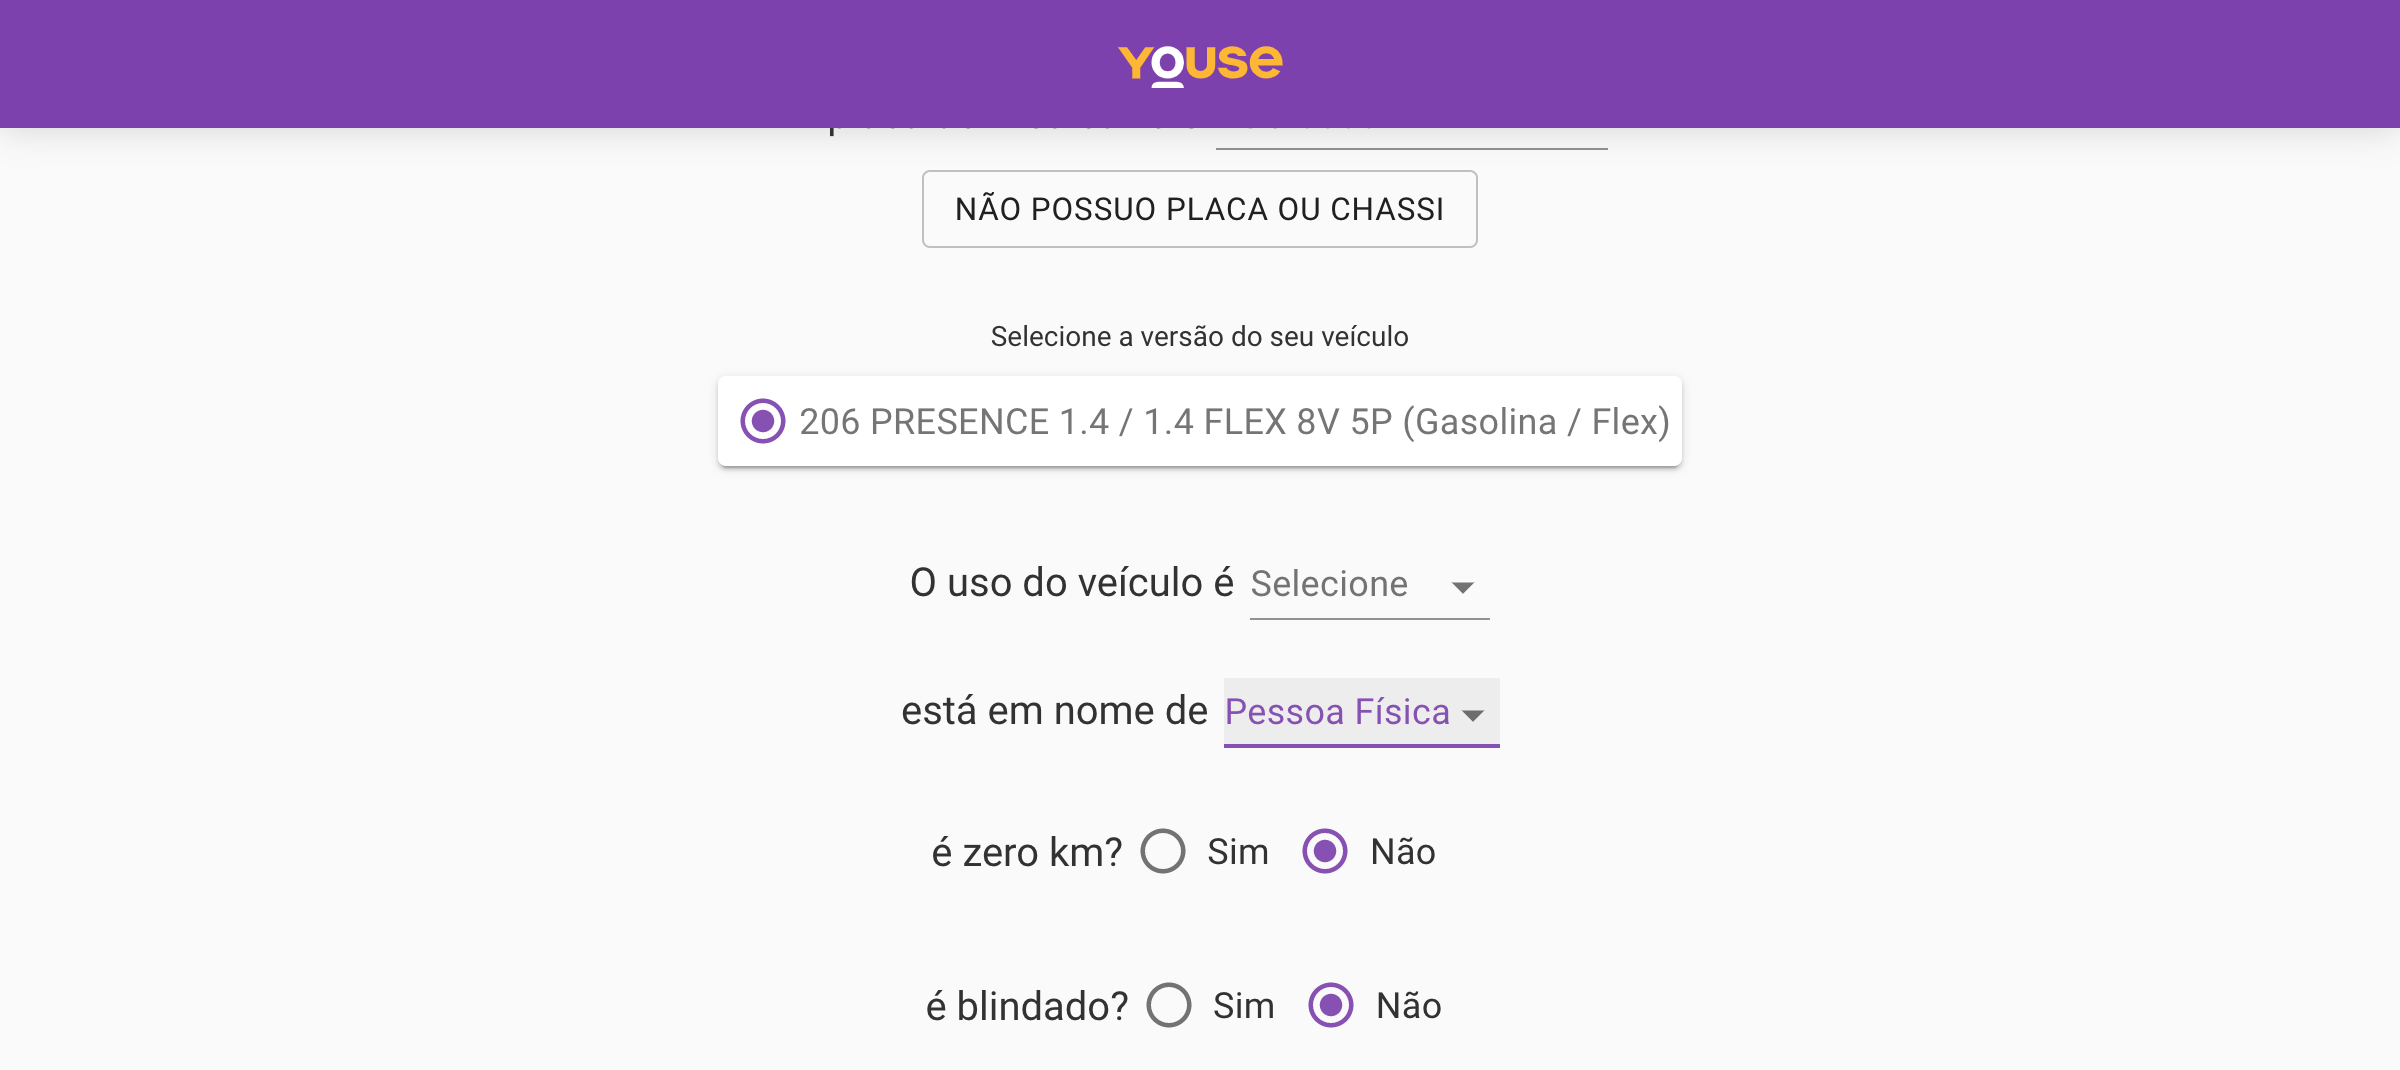 YOUSE
NÃO POSSUO PLACA OU CHASSI
Selecione a versão do seu veículo
206 PRESENCE 1.4 / 1.4 FLEX 8V 5P (Gasolina / Flex)
O uso do veículo é Selecione
está em nome de Pessoa Física
é zero km? Sim Não
é blindado? Sim Não